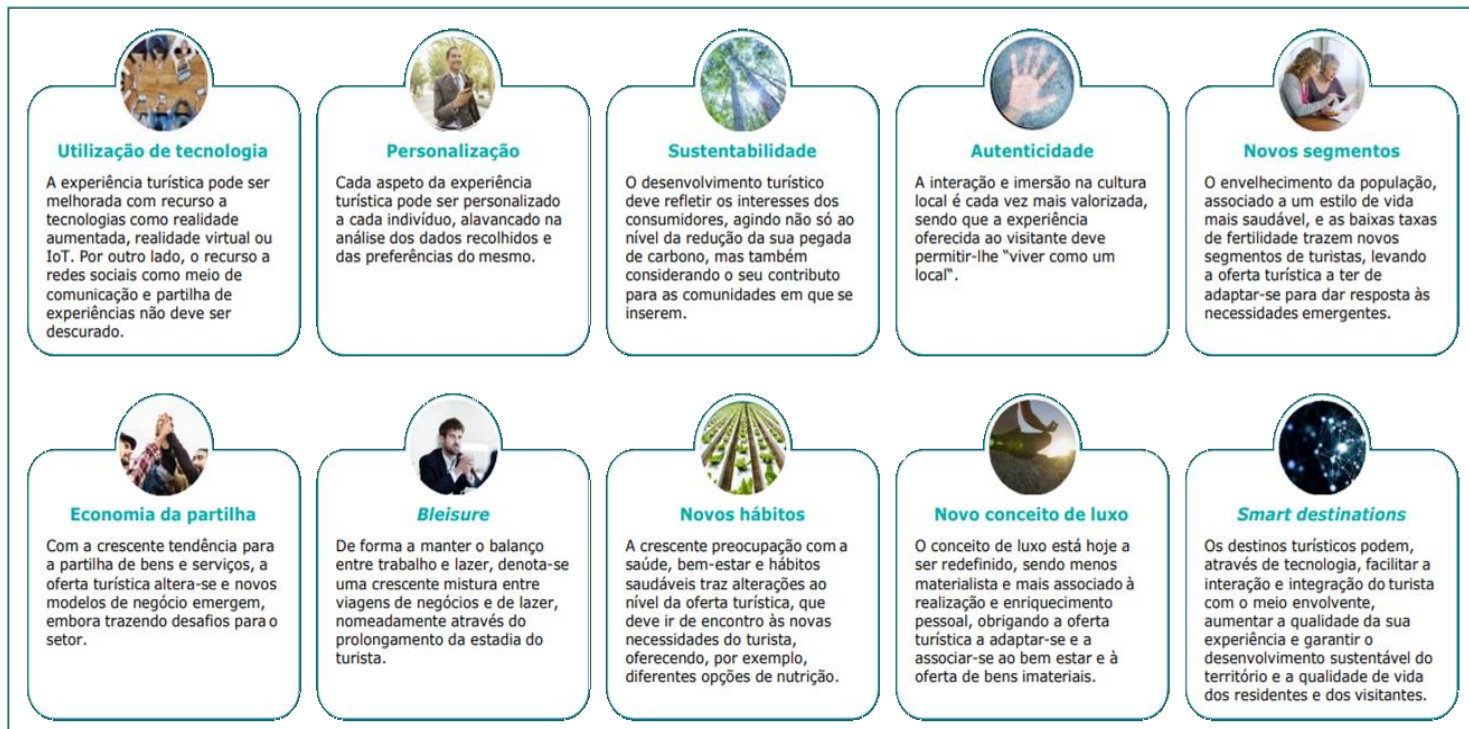 Utilização de tecnologia
A experiência turística pode ser
melhorada com recurso a
tecnologias como realidade
aumentada, realidade virtual ou
IoT. Por outro lado, o recurso a
redes sociais como meio de
comunicação e partilha de
experiências não deve ser
descurado.
Personalização
Cada aspeto da experiência
turística pode ser personalizado
a cada indivíduo, alavancado na
análise dos dados recolhidos e
das preferências do mesmo.
Sustentabilidade
O desenvolvimento turístico
deve refletir os interesses dos
consumidores, agindo não só ao
nível da redução da sua pegada
de carbono, mas também
considerando o seu contributo
para as comunidades em que se
inserem.
Autenticidade
A interação e imersão na cultura
local é cada vez mais valorizada,
sendo que a experiência
oferecida ao visitante deve
permitir-lhe "viver como um
local".
Novos segmentos
O envelhecimento da população,
associado a um estilo de vida
mais saudável, e as baixas taxas
de fertilidade trazem novos
segmentos de turistas, levando
a oferta turística a ter de
adaptar-se para dar resposta às
necessidades emergentes.
Economia da partilha
Com a crescente tendência para
a partilha de bens e serviços, a
oferta turística altera-se e novos
modelos de negócio emergem,
embora trazendo desafios para o
setor.
Bleisure
De forma a manter o balanço
entre trabalho e lazer, denota-se
uma crescente mistura entre
viagens de negócios e de lazer,
nomeadamente através do
prolongamento da estadia do
turista.
Novos hábitos
A crescente preocupação com a
saúde, bem-estar e hábitos
saudáveis traz alterações ao
nível da oferta turística, que
deve ir de encontro às novas
necessidades do turista,
oferecendo, por exemplo,
diferentes opções de nutrição.
Novo conceito de luxo
O conceito de luxo está hoje a
ser redefinido, sendo menos
materialista e mais associado à
realização e enriquecimento
pessoal, obrigando a oferta
turística a adaptar-se e a
associar-se ao bem estar e à
oferta de bens imateriais.
Smart destinations
Os destinos turísticos podem,
através de tecnologia, facilitar a
interação e integração do turista
com o meio envolvente,
aumentar a qualidade da sua
experiência e garantir o
desenvolvimento sustentável do
território e a qualidade de vida
dos residentes e dos visitantes.